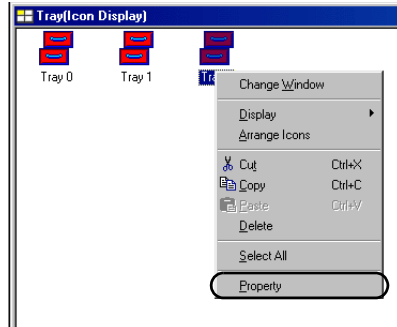 Tray(Icon Display)
Tray 0 Tray 1
Change Window
Display
Arrange Icons
Cut Ctrl+X
Copy Ctrl+C
Paste Ctrl+V
Delete
Select All
Property